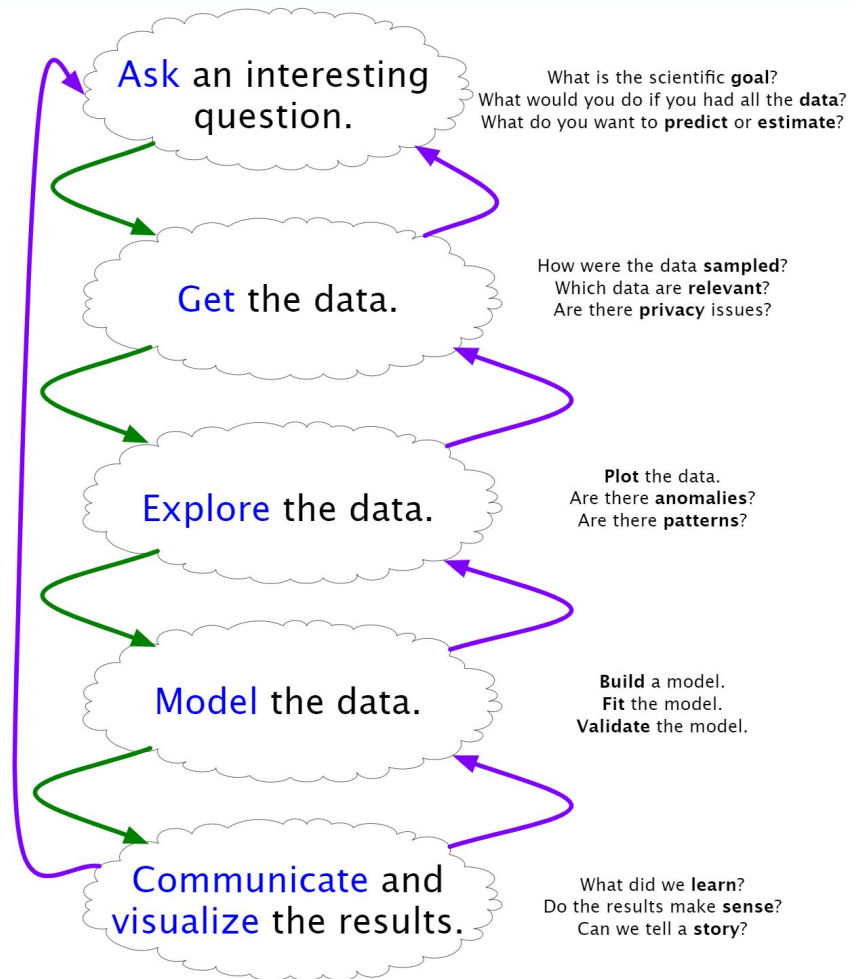 Ask an interesting
question.
What is the scientific goal?
What would you do if you had all the data?
What do you want to predict or estimate?
Get the data.
How were the data sampled?
Which data are relevant?
Are there privacy issues?
Explore the data.
Plot the data.
Are there anomalies?
Are there patterns?
Model the data.
Build a model.
Fit the model.
Validate the model.
Communicate and
visualize the results.
What did we learn?
Do the results make sense?
Can we tell a story?